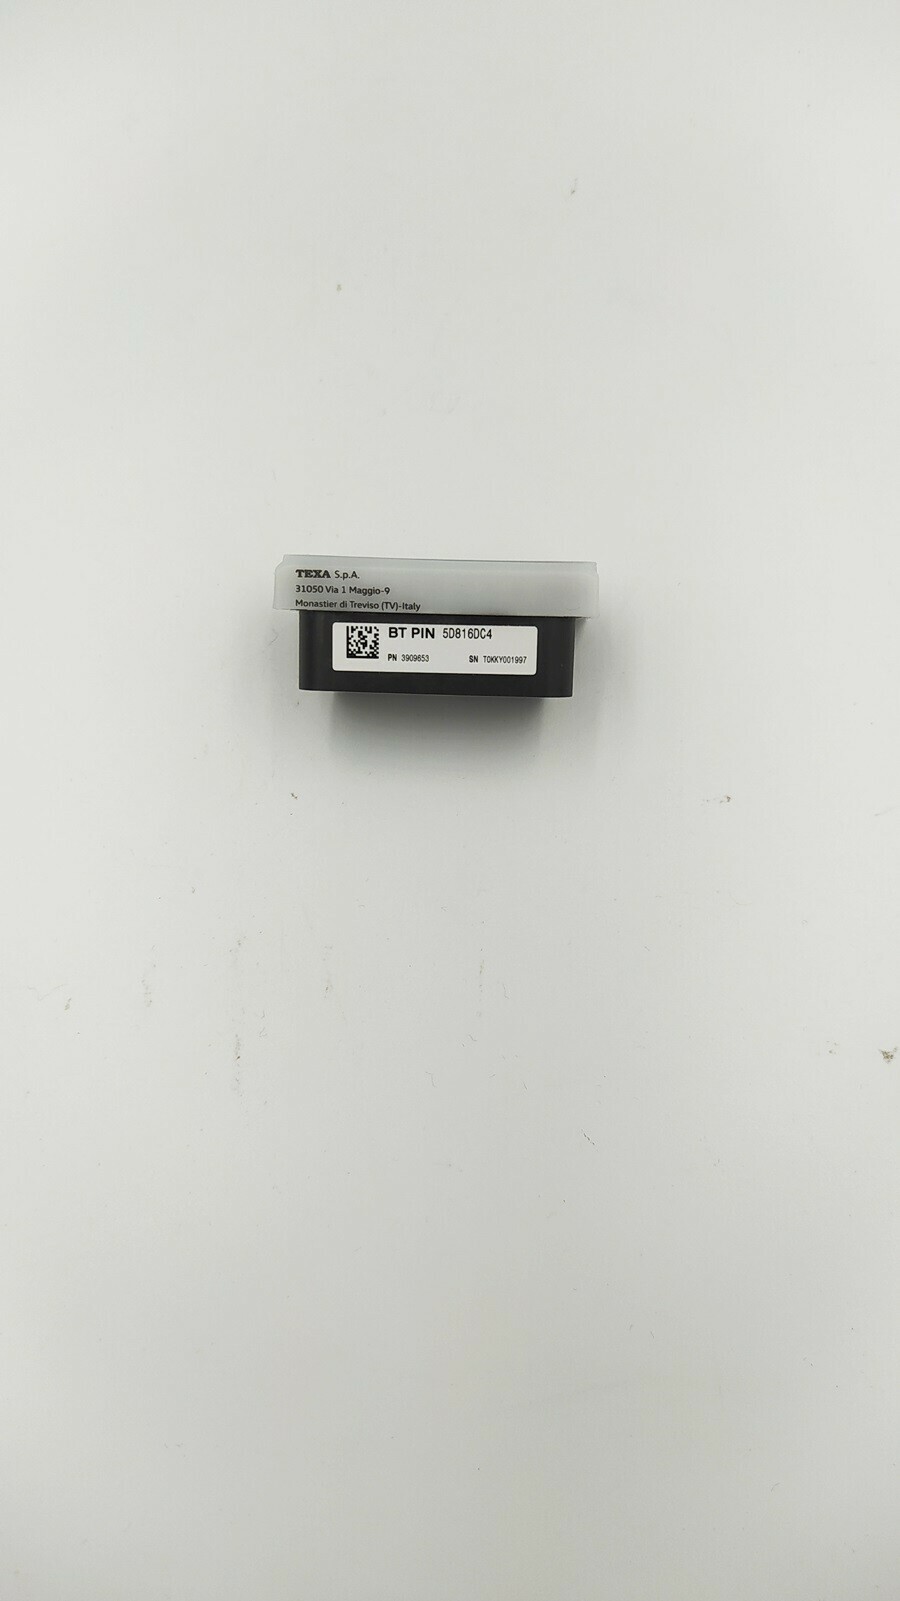 TEXA S.p.A.
31050 Via 1 Maggio-9
Monastier di Treviso (TV)-Italy
BT PIN 5D816DC4
PN 3909653 SN T0KKY001997